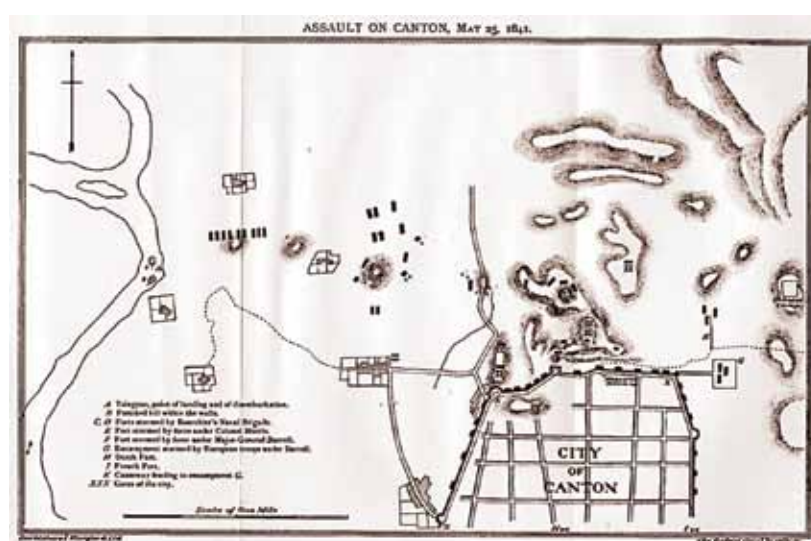 ASSAULT ON CANTON, MAY 25, 1841.
A Tsingpoo, point of landing and of disembarkation.
B Fortified hill within the walls.
C, D Forts stormed by Bourchier's Naval Brigade.
E Fort stormed by force under Colonel Morris.
F Fort stormed by force under Major-General Burrell.
G Encampment stormed by European troops under Burrell.
H Dutch Fort.
I French Fort.
K Causeway leading to encampment G.
XXX Gates of the city.
CITY
OF
CANTON
Scale of One Mile